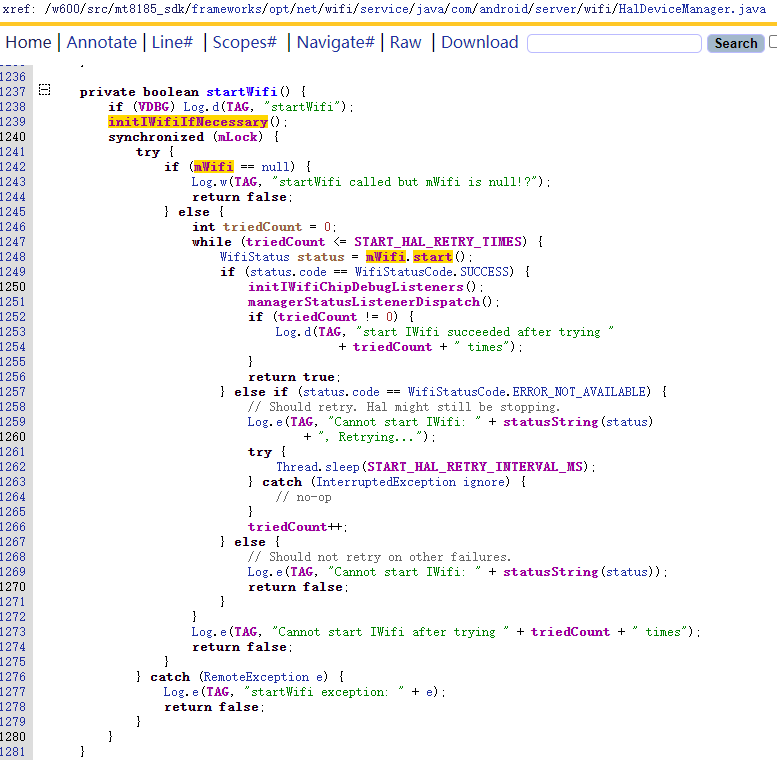 xref: /w600/src/mt8185_sdk/frameworks/opt/net/wifi/service/java/com/android/server/wifi/HalDeviceManager.java
Home | Annotate | Line# | Scopes# | Navigate# | Raw | Download Search
1236
1237 private boolean startWifi() {
1238 if (VDBG) Log.d(TAG, "startWifi");
1239 initIWifiIfNecessary();
1240 synchronized (mLock) {
1241 try {
1242 if (mWifi == null) {
1243 Log.w(TAG, "startWifi called but mWifi is null!?");
1244 return false;
1245 } else {
1246 int triedCount = 0;
1247 while (triedCount <= START_HAL_RETRY_TIMES) {
1248 WifiStatus status = mWifi.start();
1249 if (status.code == WifiStatusCode.SUCCESS) {
1250 initIWifiChipDebugListeners();
1251 managerStatusListenerDispatch();
1252 if (triedCount != 0) {
1253 Log.d(TAG, "start IWifi succeeded after trying "
1254 + triedCount + " times");
1255 }
1256 return true;
1257 } else if (status.code == WifiStatusCode.ERROR_NOT_AVAILABLE) {
1258 // Should retry. Hal might still be stopping.
1259 Log.e(TAG, "Cannot start IWifi: " + statusString(status)
1260 + ", Retrying...");
1261 try {
1262 Thread.sleep(START_HAL_RETRY_INTERVAL_MS);
1263 } catch (InterruptedException ignore) {
1264 // no-op
1265 }
1266 triedCount++;
1267 } else {
1268 // Should not retry on other failures.
1269 Log.e(TAG, "Cannot start IWifi: " + statusString(status));
1270 return false;
1271 }
1272 }
1273 Log.e(TAG, "Cannot start IWifi after trying " + triedCount + " times");
1274 return false;
1275 }
1276 } catch (RemoteException e) {
1277 Log.e(TAG, "startWifi exception: " + e);
1278 return false;
1279 }
1280 }
1281 }